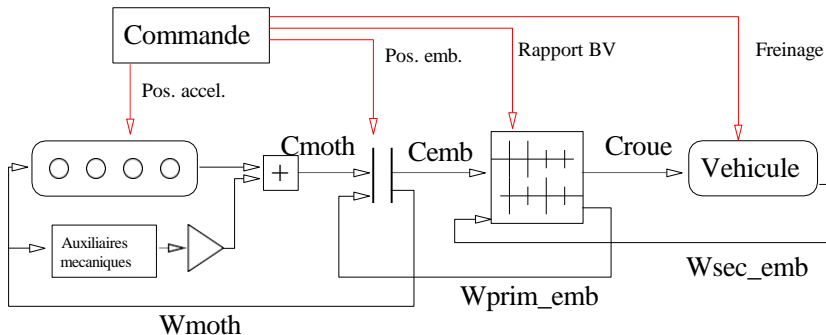 Commande
Pos. accel.
Pos. emb.
Rapport BV
Freinage
Cmoth
Cemb
Croue
Vehicule
+
Auxiliaires
mecaniques
Wmoth
Wprim_emb
Wsec_emb